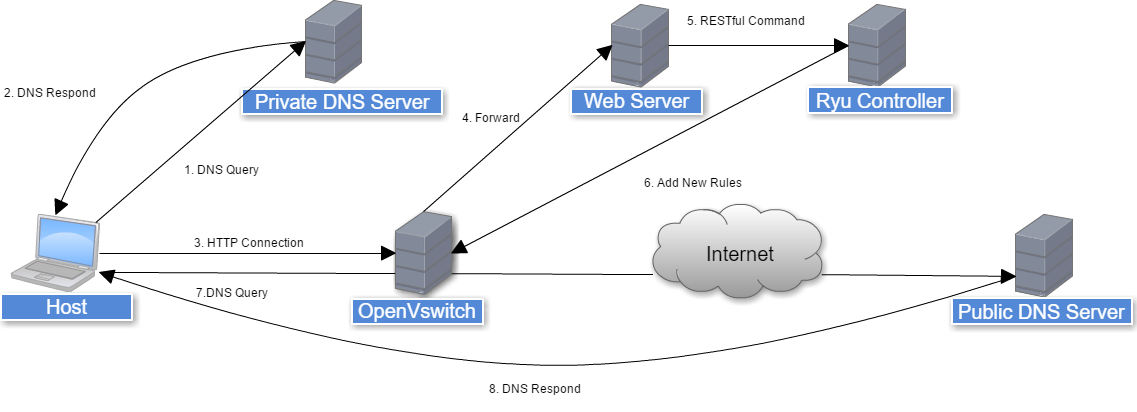 5. RESTful Command
2. DNS Respond
Private DNS Server
Web Server
Ryu Controller
4. Forward
1. DNS Query
6. Add New Rules
3. HTTP Connection
Internet
7.DNS Query
Host
OpenVswitch
Public DNS Server
8. DNS Respond